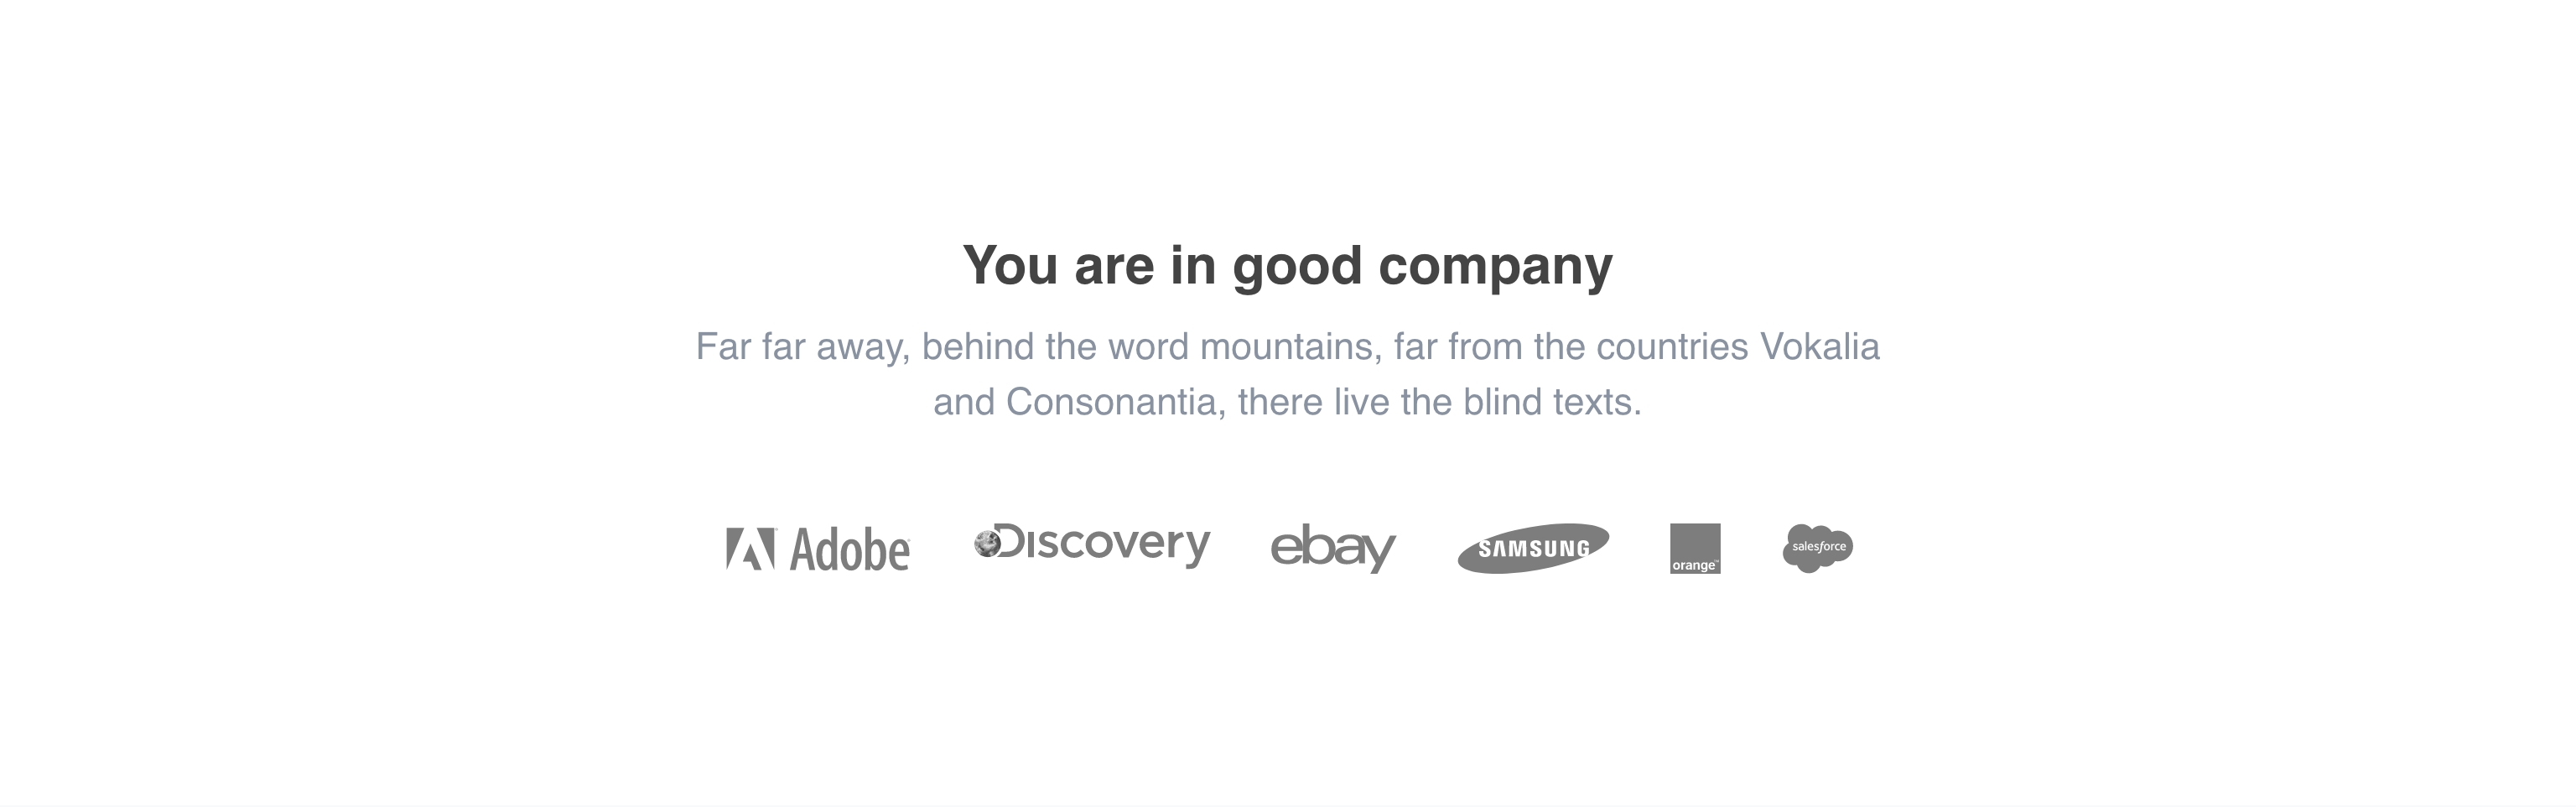 You are in good company
Far far away, behind the word mountains, far from the countries Vokalia
and Consonantia, there live the blind texts.
Adobe Discovery ebay SAMSUNG orange salesforce